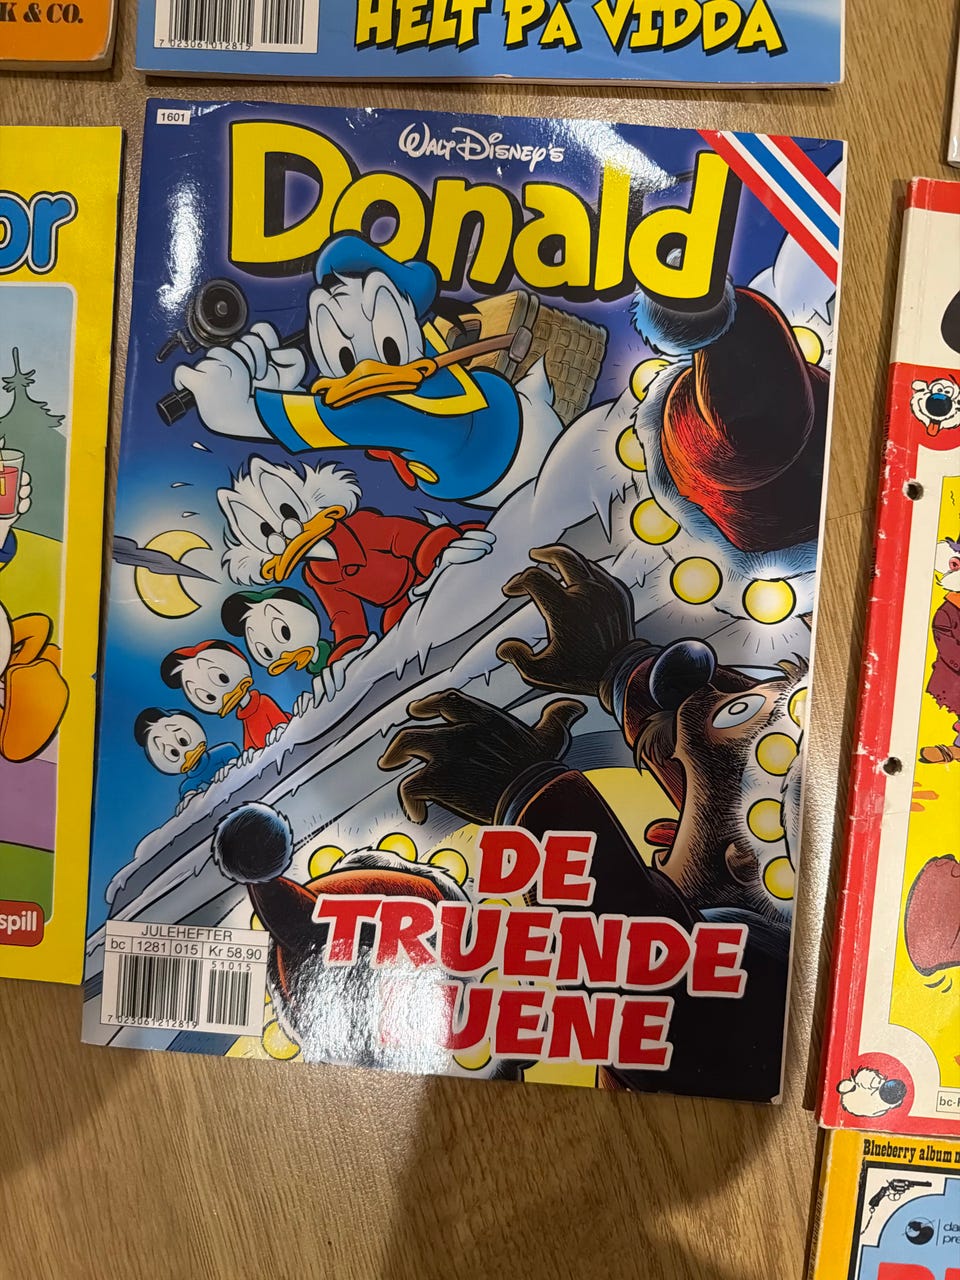 K & CO.
7 023061 012815
HELT PÅ VIDDA
1601
WALT DISNEY'S
Donald
or
spill
DE
TRUENDE
JULEHEFTER
bc 1281 015 Kr 58,90
51015
7 023061 212819
bc-
Blueberry album